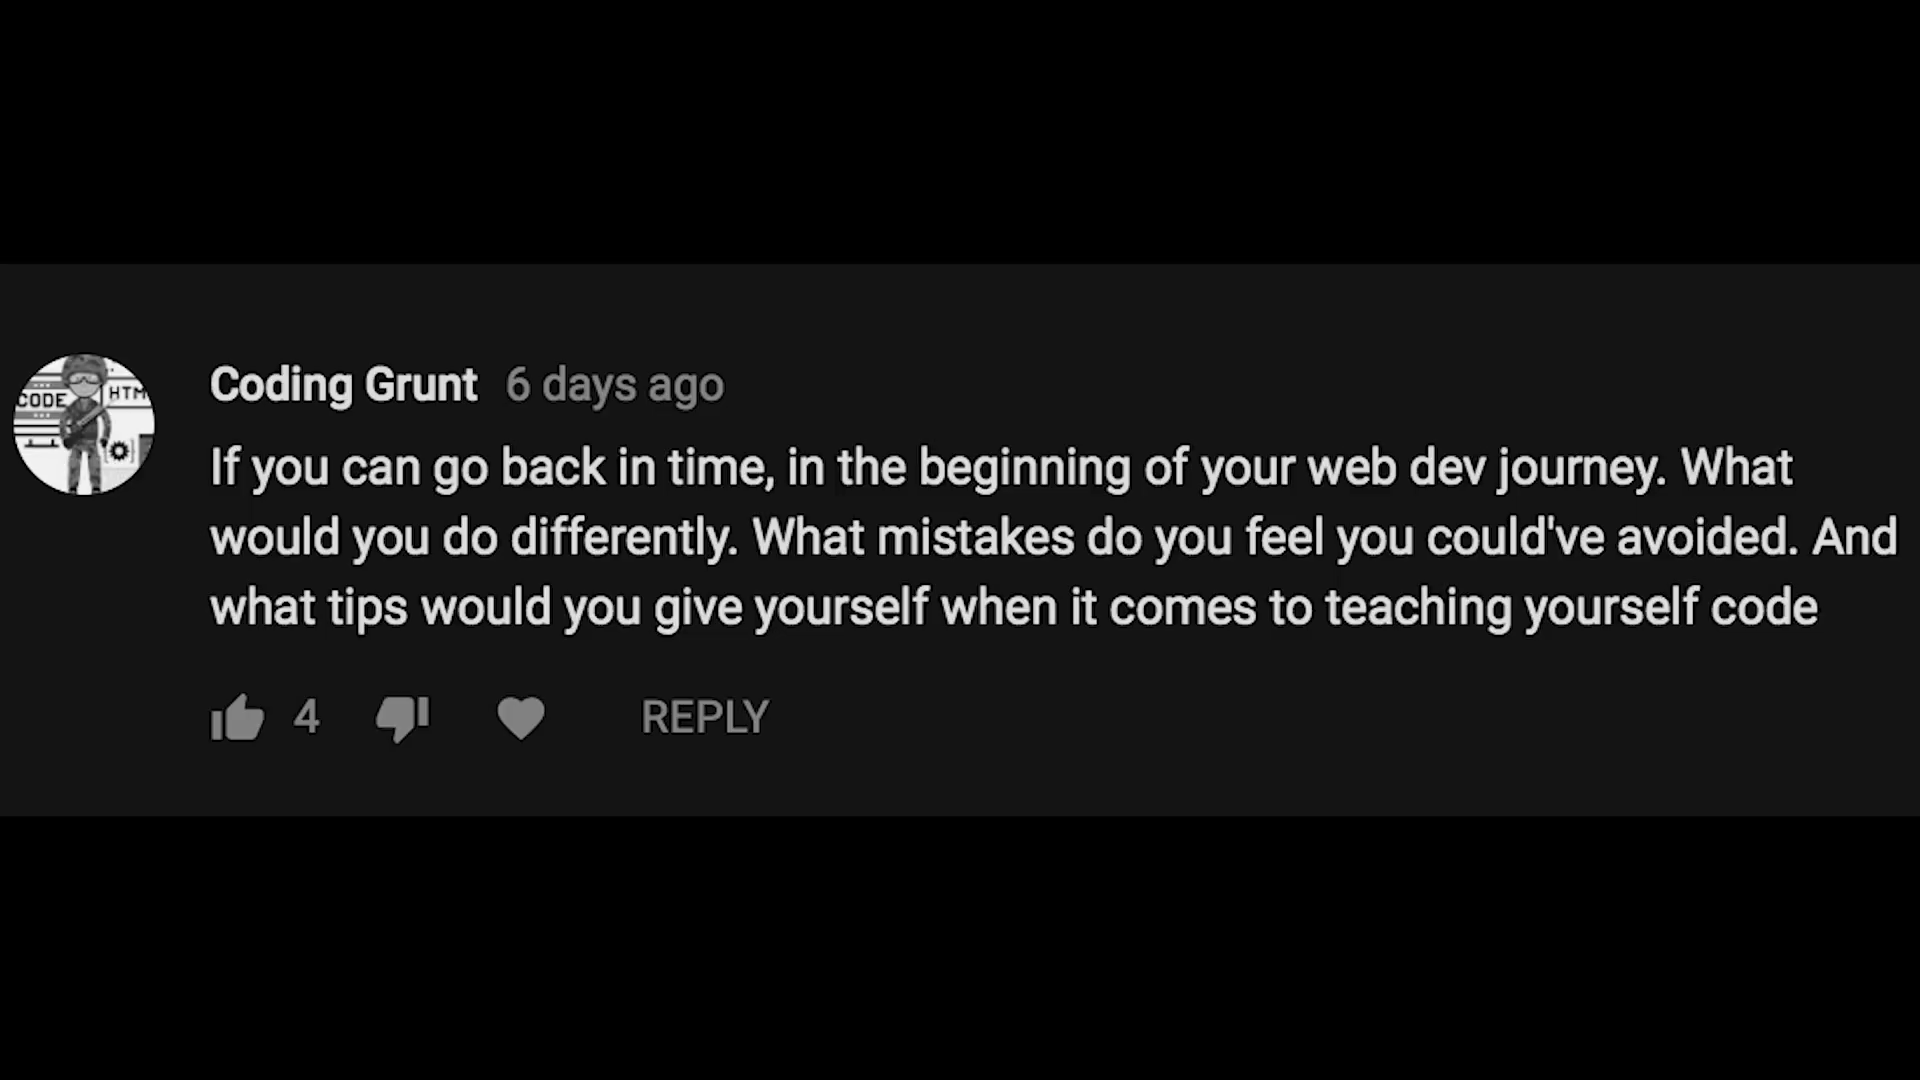 CODE
HTM
Coding Grunt 6 days ago
If you can go back in time, in the beginning of your web dev journey. What
would you do differently. What mistakes do you feel you could've avoided. And
what tips would you give yourself when it comes to teaching yourself code
4 REPLY